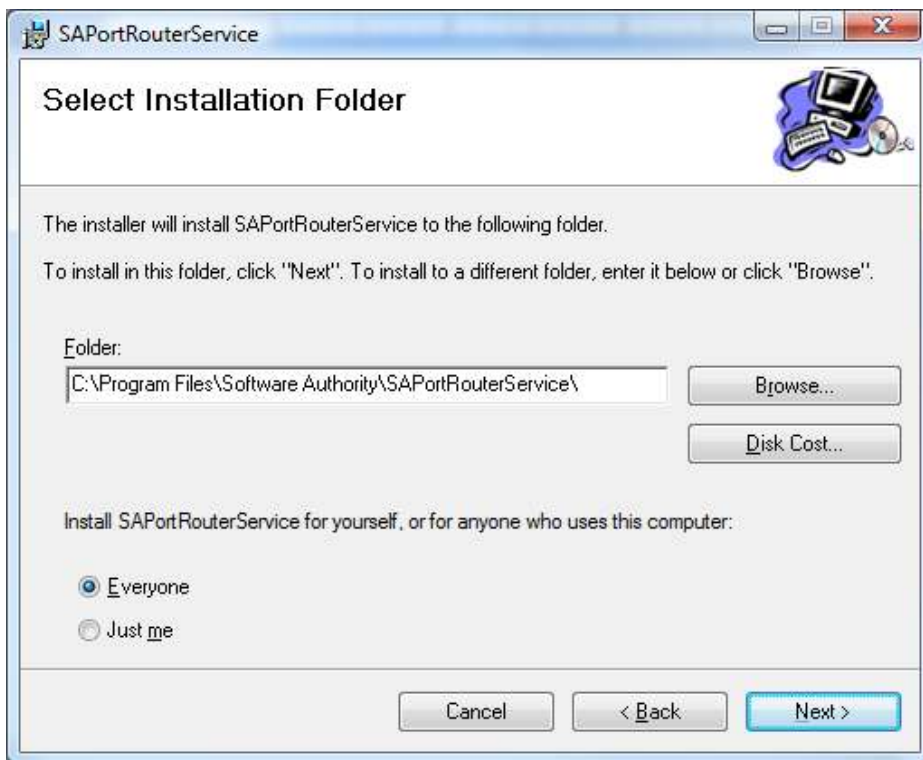 SAPortRouterService
Select Installation Folder
The installer will install SAPortRouterService to the following folder.
To install in this folder, click "Next". To install to a different folder, enter it below or click "Browse".
Folder:
C:\Program Files\Software Authority\SAPortRouterService\
Browse...
Disk Cost...
Install SAPortRouterService for yourself, or for anyone who uses this computer:
Everyone
Just me
Cancel
< Back
Next >